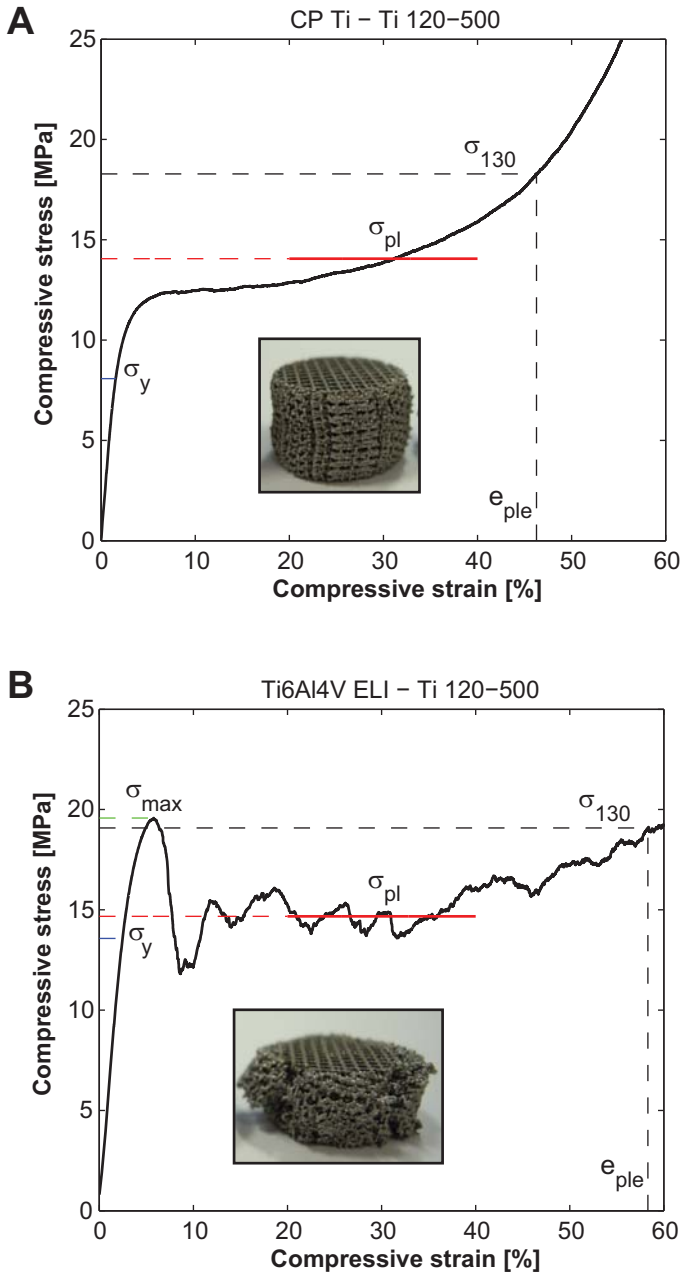 A
CP Ti − Ti 120−500
25
20
15
10
5
0
Compressive stress [MPa]
σ130
σpl
σy
eple
0 10 20 30 40 50 60
Compressive strain [%]
B
Ti6Al4V ELI − Ti 120−500
25
20
15
10
5
0
Compressive stress [MPa]
σmax
σ130
σpl
σy
eple
0 10 20 30 40 50 60
Compressive strain [%]